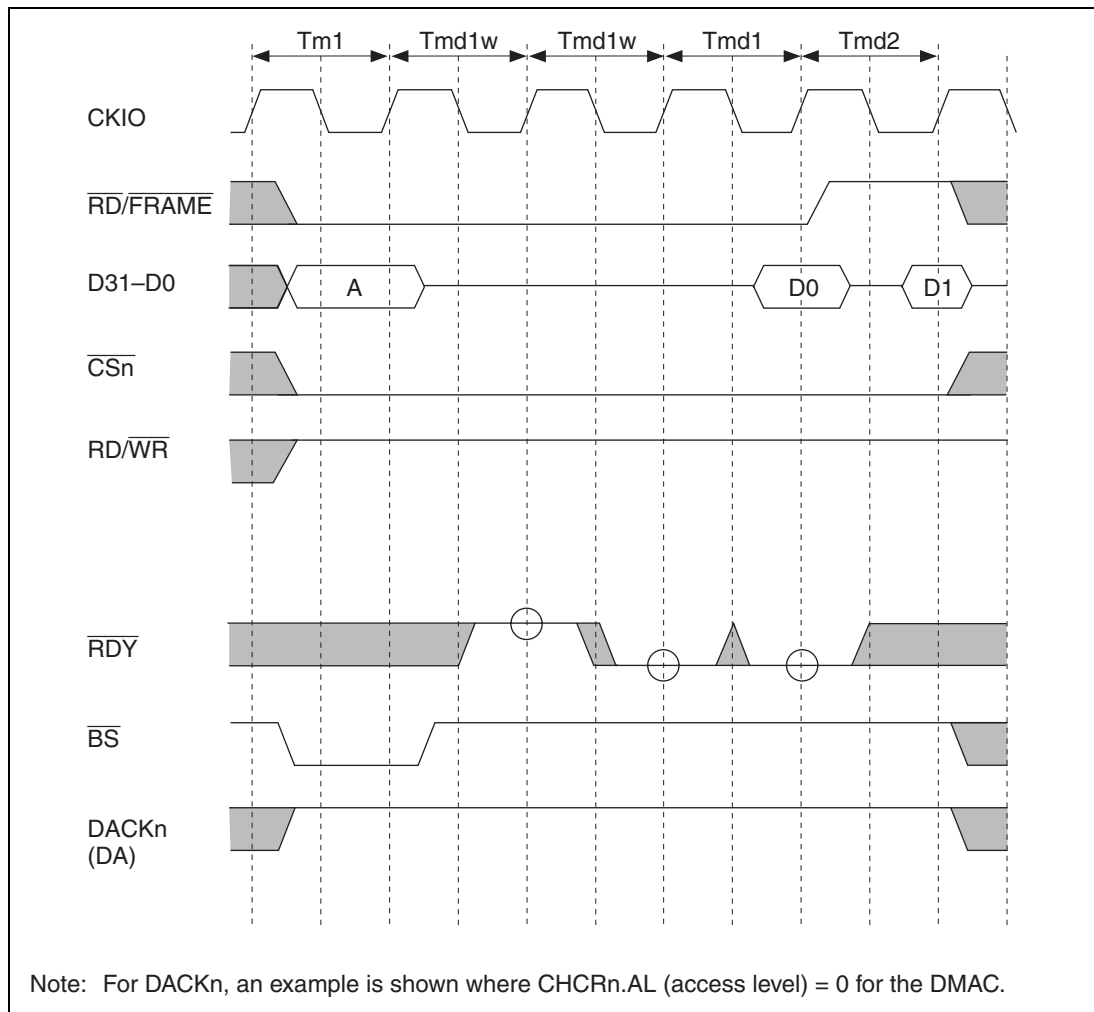 Tm1 Tmd1w Tmd1w Tmd1 Tmd2
CKIO
RD/FRAME
D31–D0 A D0 D1
CSn
RD/WR
RDY
BS
DACKn
(DA)
Note: For DACKn, an example is shown where CHCRn.AL (access level) = 0 for the DMAC.